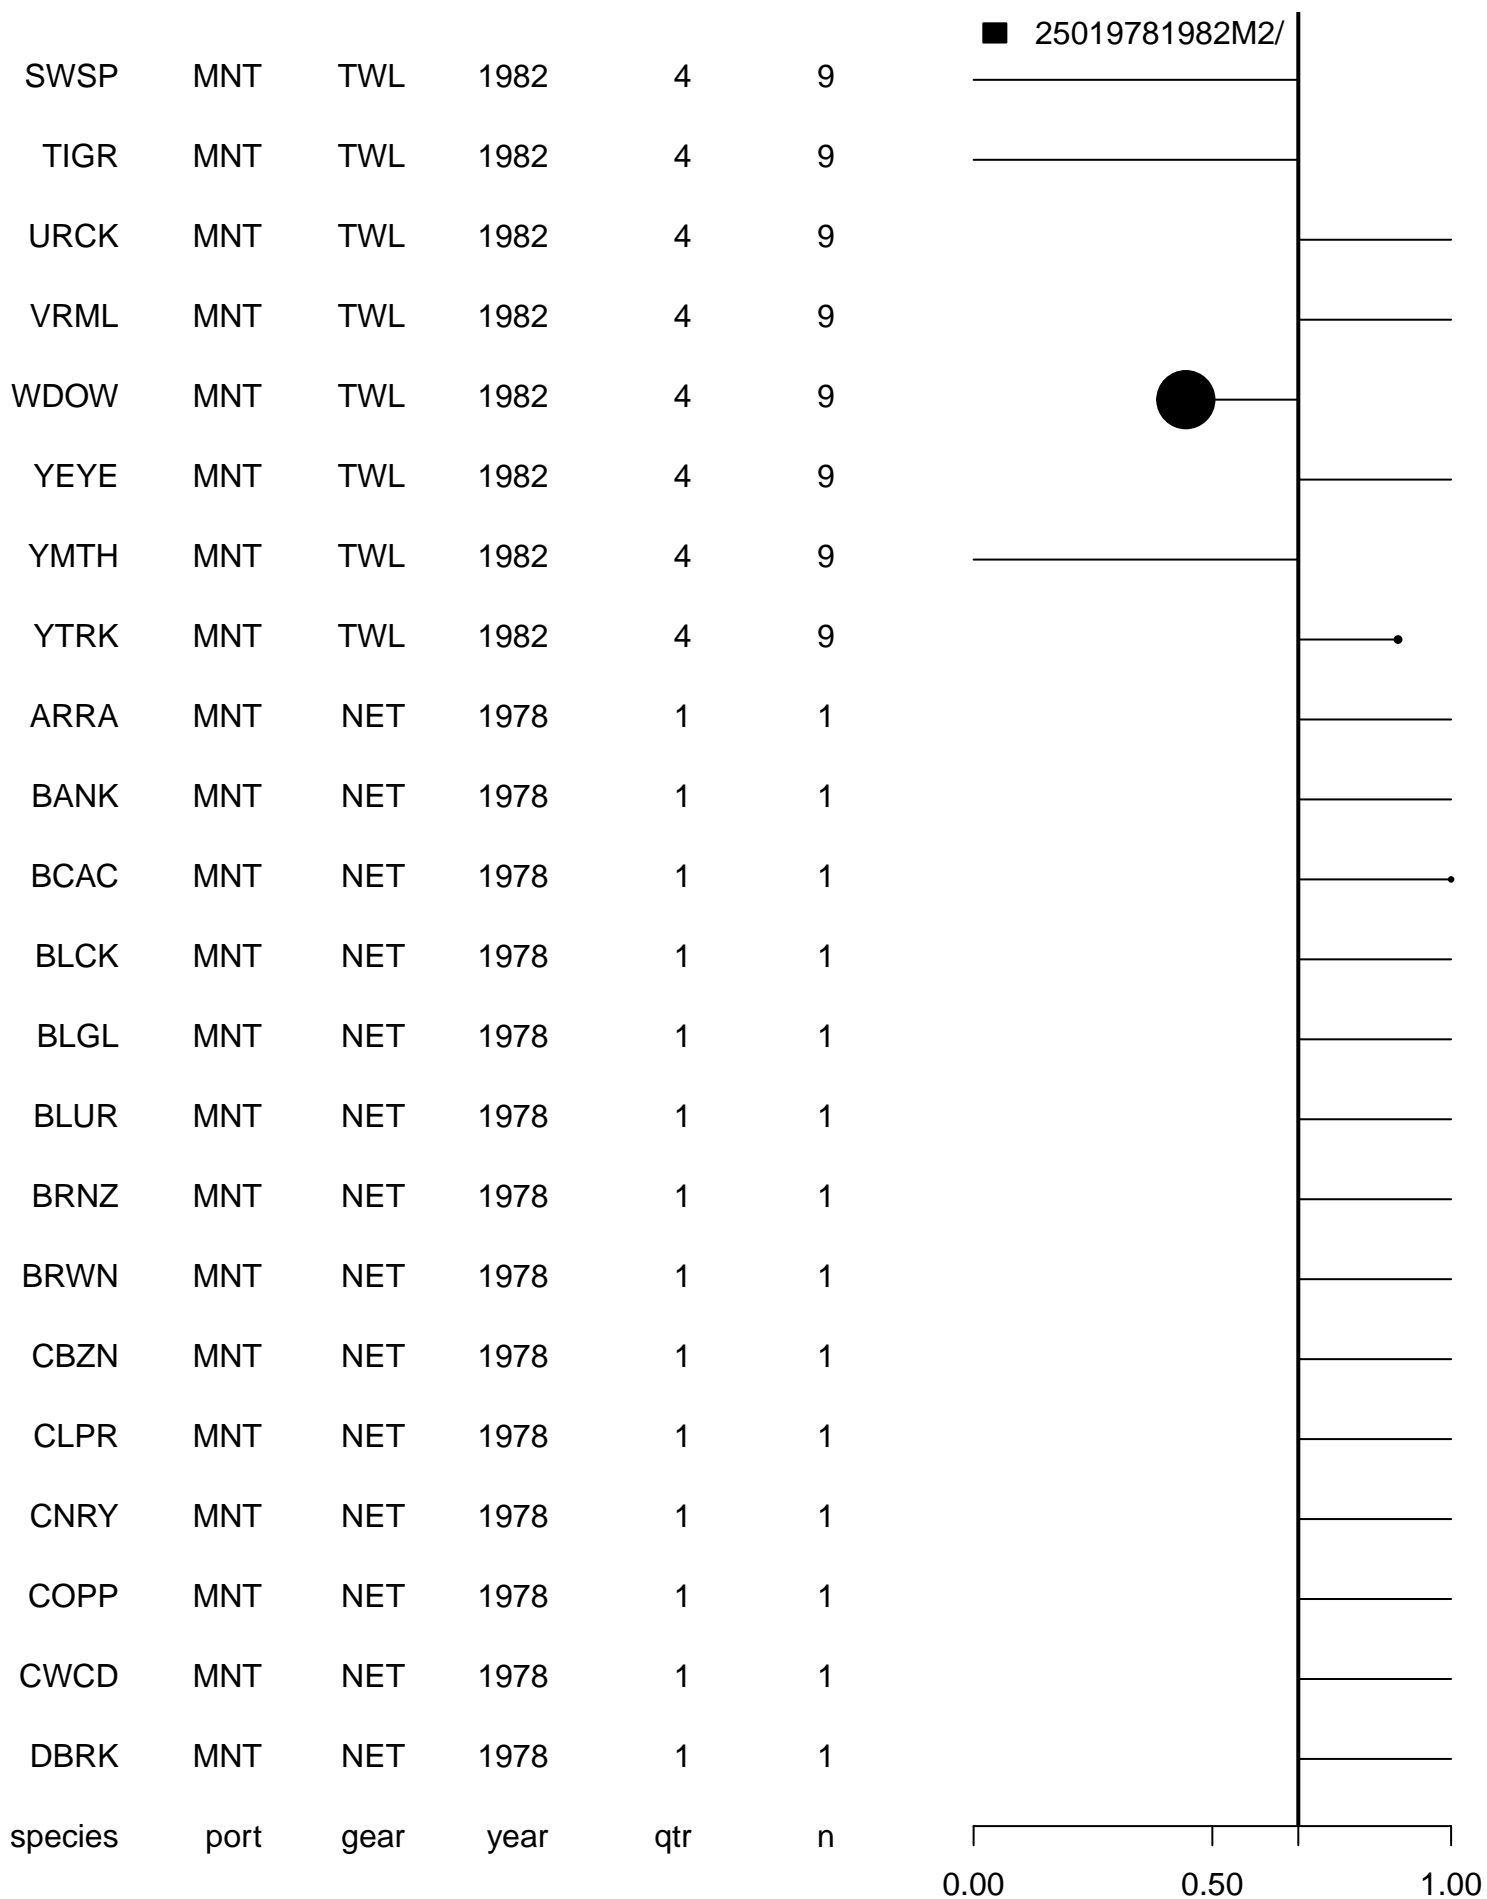 25019781982M2/
SWSP MNT TWL 1982 4 9
TIGR MNT TWL 1982 4 9
URCK MNT TWL 1982 4 9
VRML MNT TWL 1982 4 9
WDOW MNT TWL 1982 4 9
YEYE MNT TWL 1982 4 9
YMTH MNT TWL 1982 4 9
YTRK MNT TWL 1982 4 9
ARRA MNT NET 1978 1 1
BANK MNT NET 1978 1 1
BCAC MNT NET 1978 1 1
BLCK MNT NET 1978 1 1
BLGL MNT NET 1978 1 1
BLUR MNT NET 1978 1 1
BRNZ MNT NET 1978 1 1
BRWN MNT NET 1978 1 1
CBZN MNT NET 1978 1 1
CLPR MNT NET 1978 1 1
CNRY MNT NET 1978 1 1
COPP MNT NET 1978 1 1
CWCD MNT NET 1978 1 1
DBRK MNT NET 1978 1 1
species port gear year qtr n
0.00 0.50 1.00